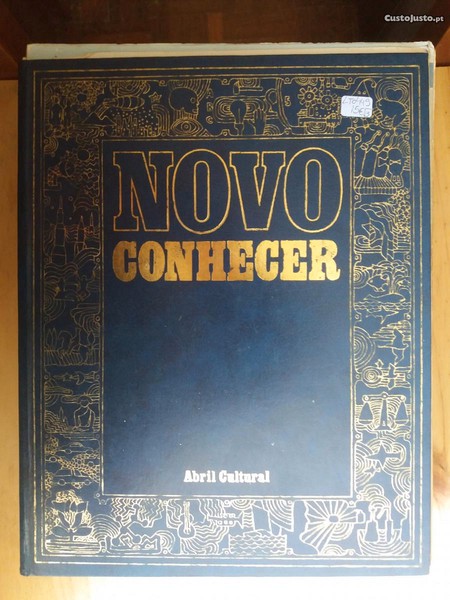 CustoJusto.pt
NOVO
CONHECER
Abril Cultural